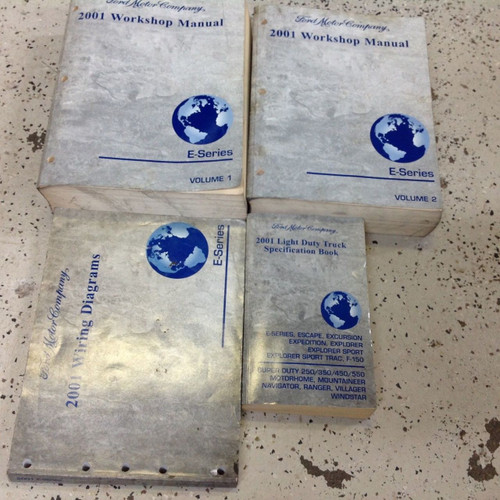 Ford Motor Company,
2001 Workshop Manual
E-Series
VOLUME 1
Ford Motor Company,
2001 Workshop Manual
E-Series
VOLUME 2
Ford Motor Company,
2001 Wiring Diagrams
E-Series
Ford Motor Company,
2001 Light Duty Truck
Specification Book
E-SERIES, ESCAPE, EXCURSION
EXPEDITION, EXPLORER
EXPLORER SPORT
EXPLORER SPORT TRAC, F-150
SUPER DUTY 250/350/450/550
MOTORHOME, MOUNTAINEER
NAVIGATOR, RANGER, VILLAGER
WINDSTAR